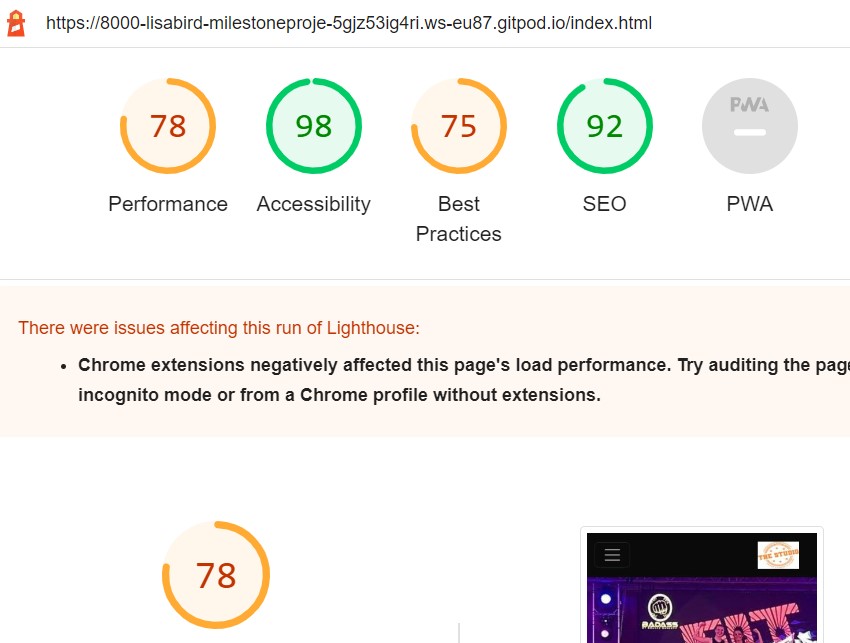 https://8000-lisabird-milestoneproje-5gjz53ig4ri.ws-eu87.gitpod.io/index.html
78
98
75
92
PWA
Performance
Accessibility
Best
Practices
SEO
PWA
There were issues affecting this run of Lighthouse:
Chrome extensions negatively affected this page's load performance. Try auditing the page
incognito mode or from a Chrome profile without extensions.
78
THE STUDIO
BADASS